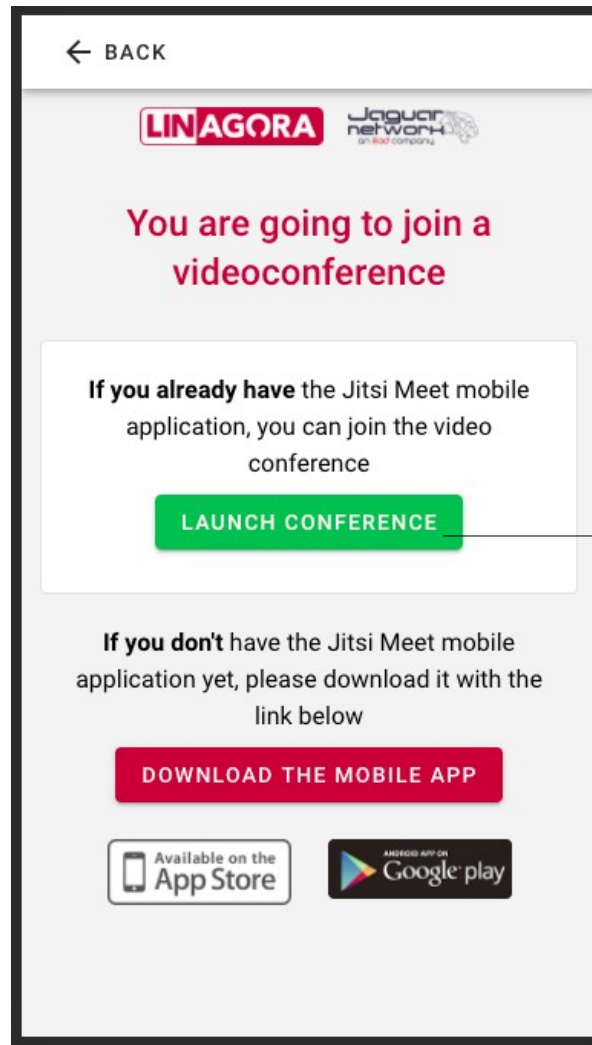 ← BACK
LINAGORA
Jaguar
network
an iliad company
You are going to join a
videoconference
If you already have the Jitsi Meet mobile
application, you can join the video
conference
LAUNCH CONFERENCE
If you don't have the Jitsi Meet mobile
application yet, please download it with the
link below
DOWNLOAD THE MOBILE APP
Available on the
App Store
ANDROID APP ON
Google play